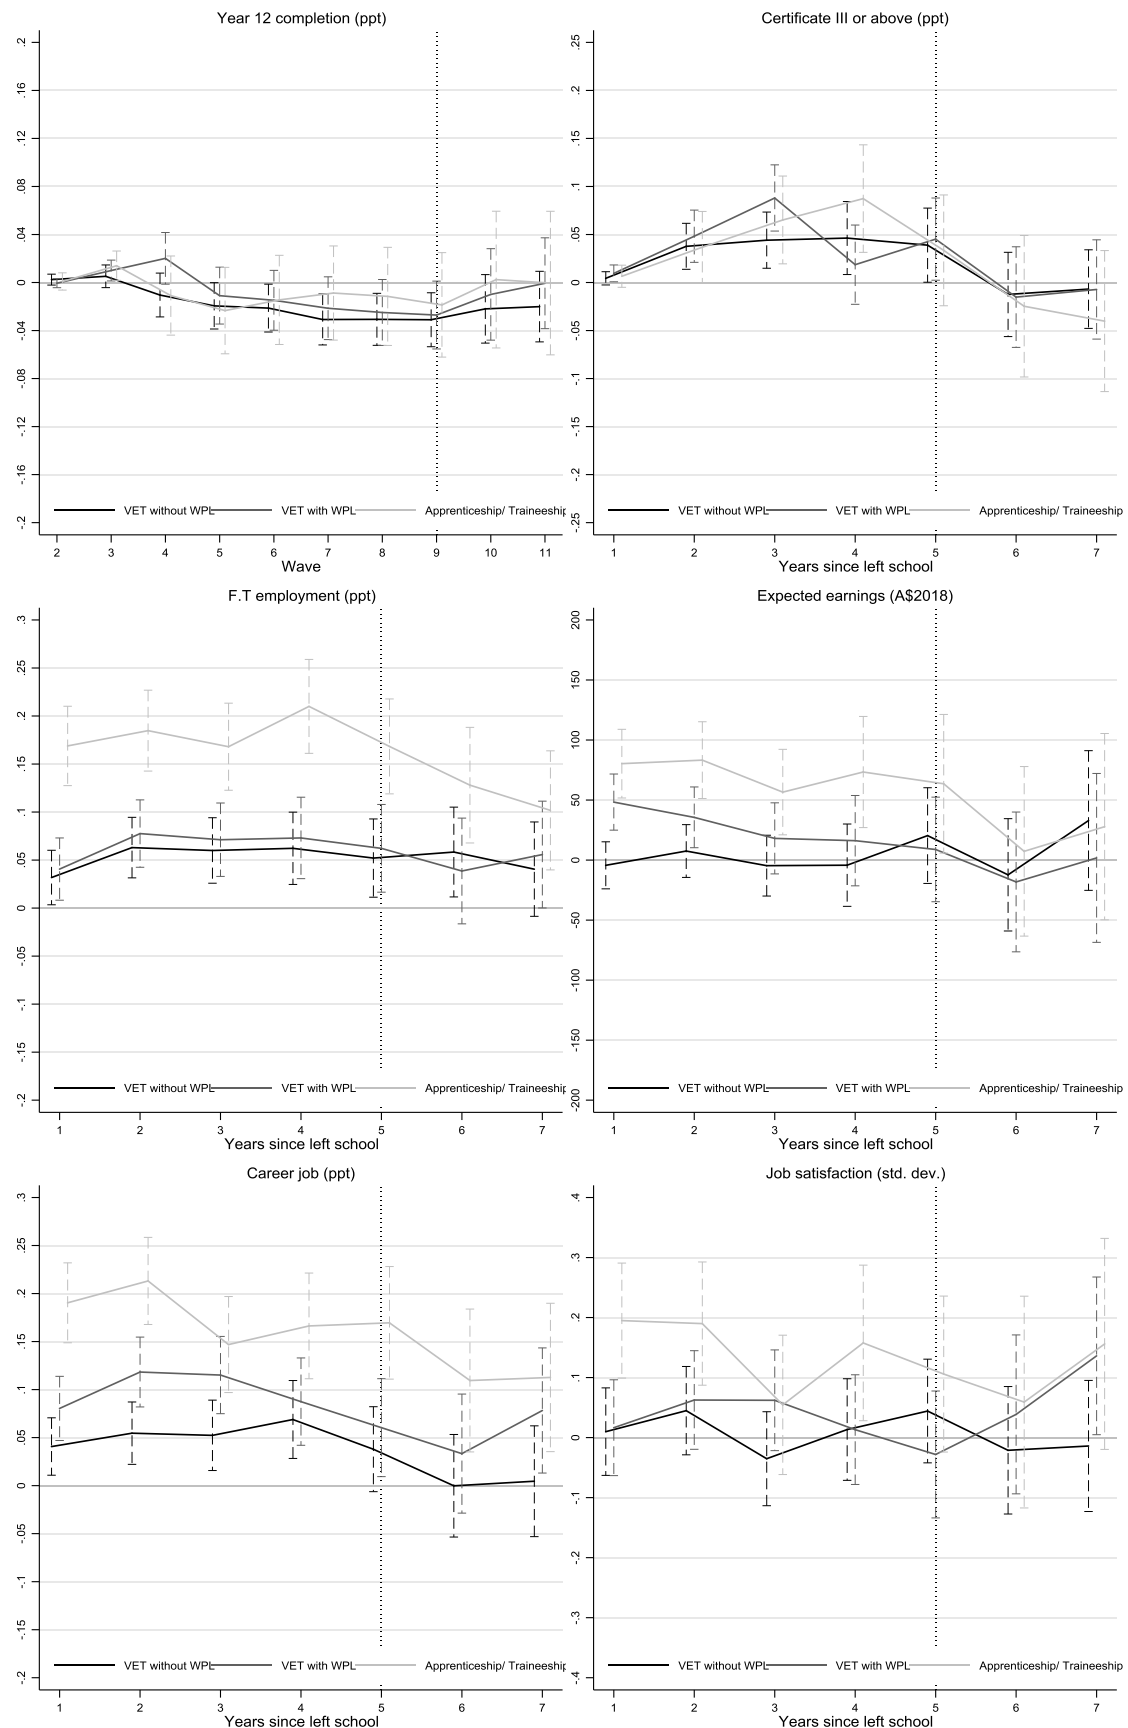 Year 12 completion (ppt)
.2
.16
.12
.08
.04
0
-.04
-.08
-.12
-.16
-.2
VET without WPL VET with WPL Apprenticeship/ Traineeship
2 3 4 5 6 7 8 9 10 11
Wave
Certificate III or above (ppt)
.25
.2
.15
.1
.05
0
-.05
-.1
-.15
-.2
-.25
VET without WPL VET with WPL Apprenticeship/ Traineeship
1 2 3 4 5 6 7
Years since left school
F.T employment (ppt)
.3
.25
.2
.15
.1
.05
0
-.05
-.1
-.15
-.2
VET without WPL VET with WPL Apprenticeship/ Traineeship
1 2 3 4 5 6 7
Years since left school
Expected earnings (A$2018)
200
150
100
50
0
-50
-100
-150
-200
VET without WPL VET with WPL Apprenticeship/ Traineeship
1 2 3 4 5 6 7
Years since left school
Career job (ppt)
.3
.25
.2
.15
.1
.05
0
-.05
-.1
-.15
-.2
VET without WPL VET with WPL Apprenticeship/ Traineeship
1 2 3 4 5 6 7
Years since left school
Job satisfaction (std. dev.)
.4
.3
.2
.1
0
-.1
-.2
-.3
-.4
VET without WPL VET with WPL Apprenticeship/ Traineeship
1 2 3 4 5 6 7
Years since left school